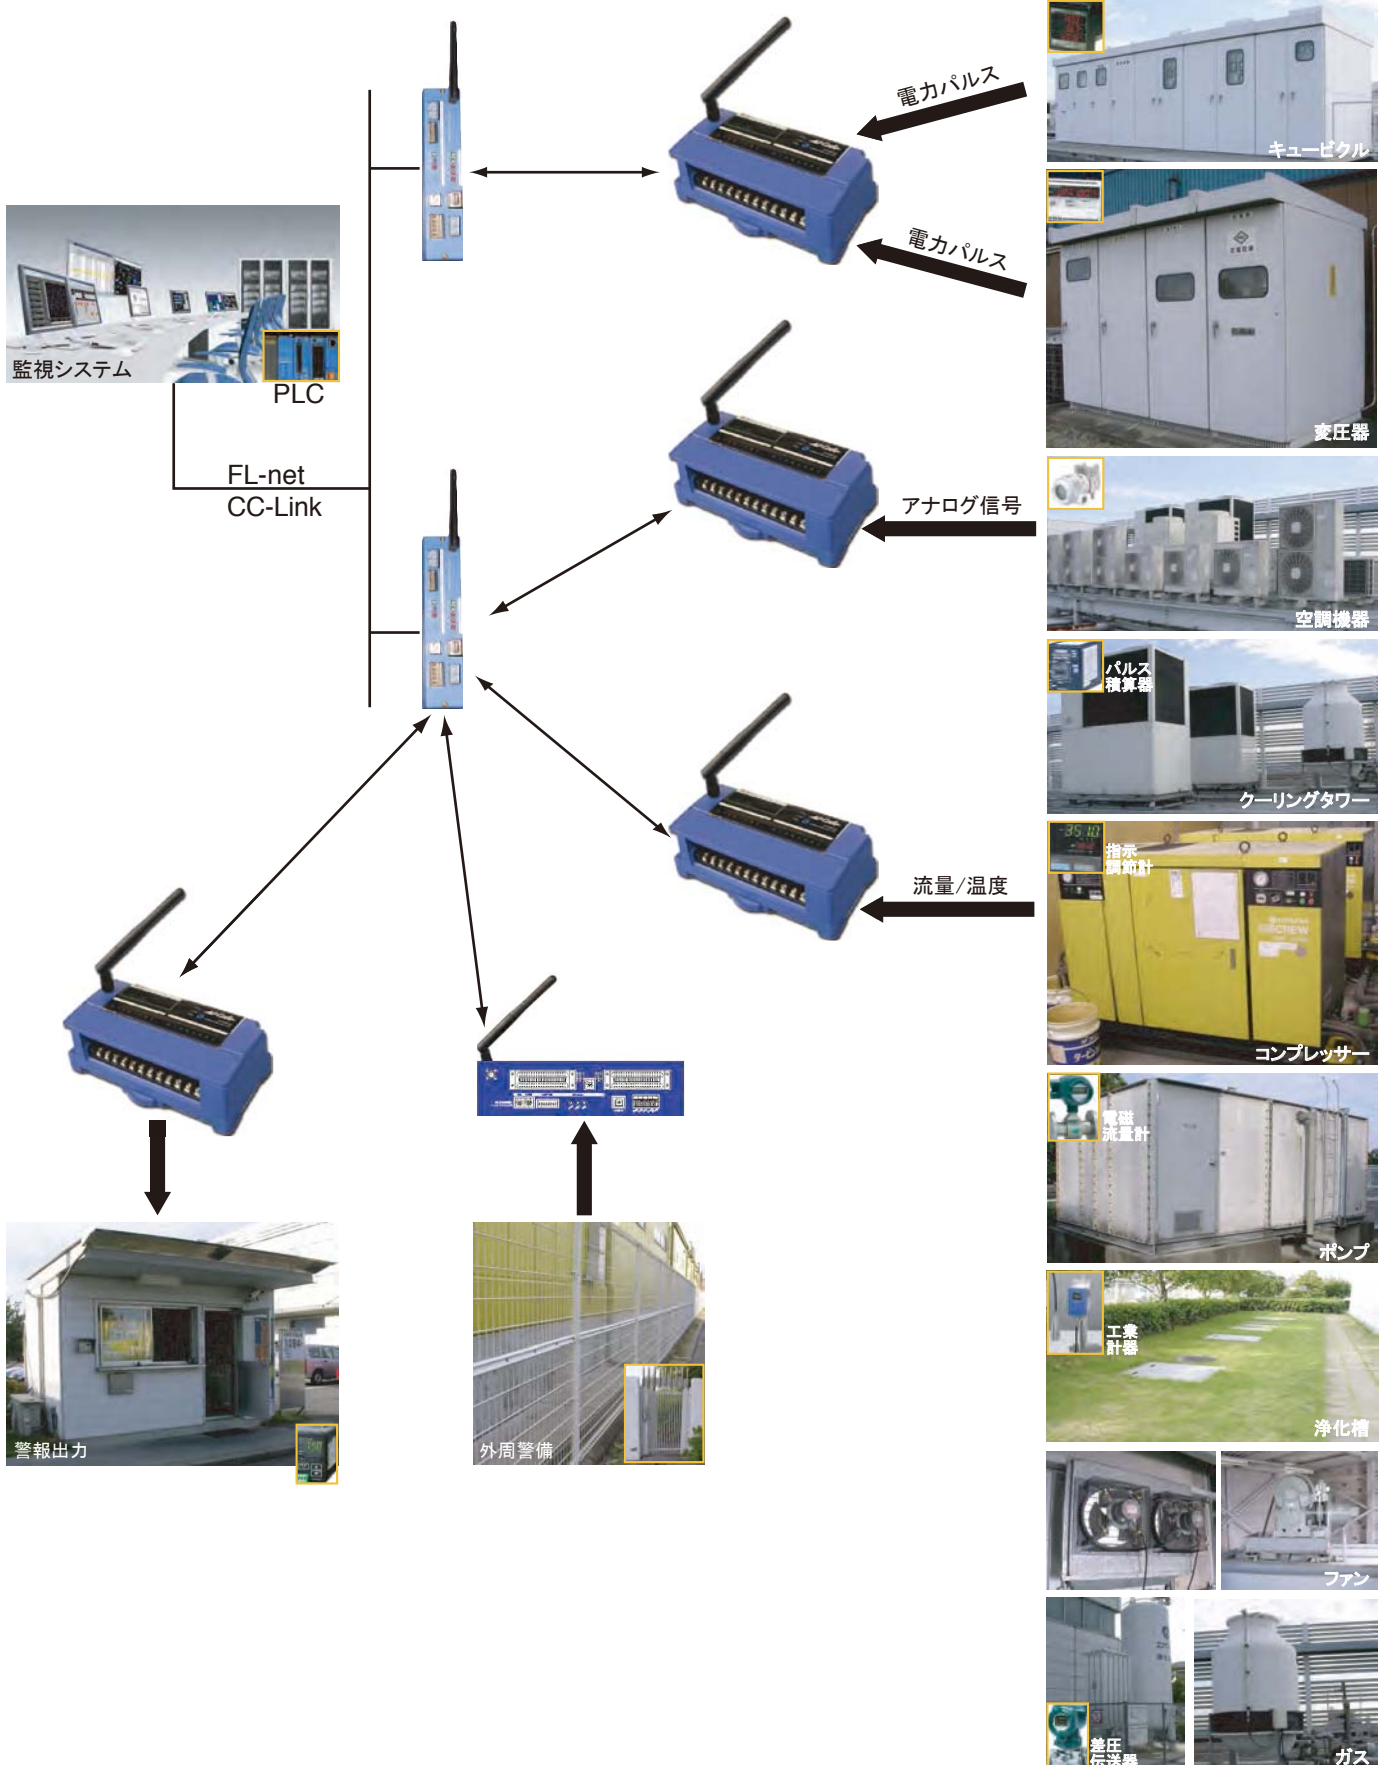 電力パルス
キュービクル
電力パルス
変圧器
監視システム
PLC
FL-net
CC-Link
アナログ信号
空調機器
パルス
積算器
クーリングタワー
指示
調節計
流量/温度
コンプレッサー
電磁
流量計
ポンプ
工業
計器
浄化槽
警報出力
外周警備
ファン
差圧
伝送器
ガス